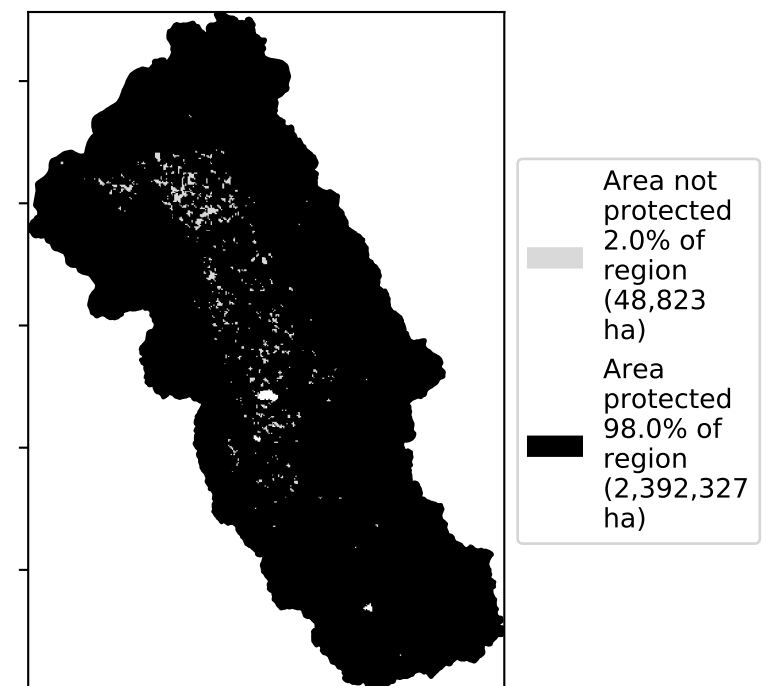 Area not
protected
2.0% of
region
(48,823
ha)
Area
protected
98.0% of
region
(2,392,327
ha)